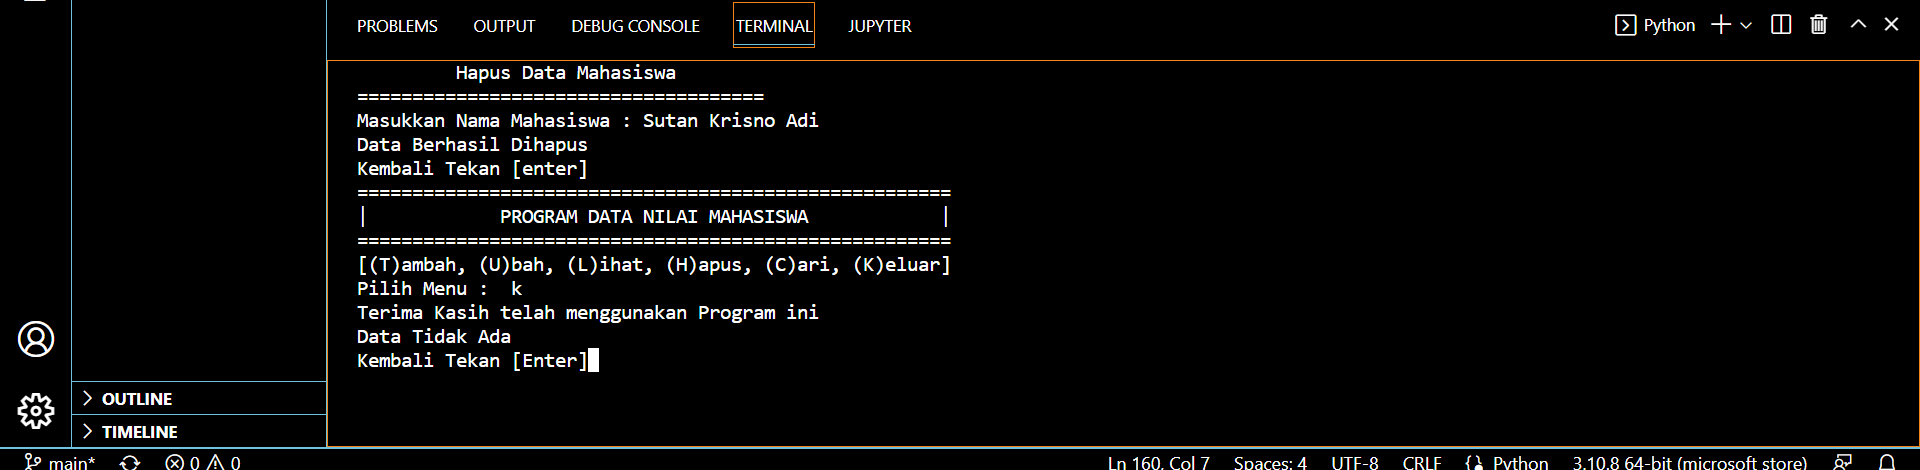 PROBLEMS OUTPUT DEBUG CONSOLE TERMINAL JUPYTER Python
Hapus Data Mahasiswa
=====================================
Masukkan Nama Mahasiswa : Sutan Krisno Adi
Data Berhasil Dihapus
Kembali Tekan [enter]
======================================================
| PROGRAM DATA NILAI MAHASISWA |
======================================================
[(T)ambah, (U)bah, (L)ihat, (H)apus, (C)ari, (K)eluar]
Pilih Menu : k
Terima Kasih telah menggunakan Program ini
Data Tidak Ada
Kembali Tekan [Enter]
OUTLINE
TIMELINE
main* 0 0 Ln 160, Col 7 Spaces: 4 UTF-8 CRLF Python 3.10.8 64-bit (microsoft store)